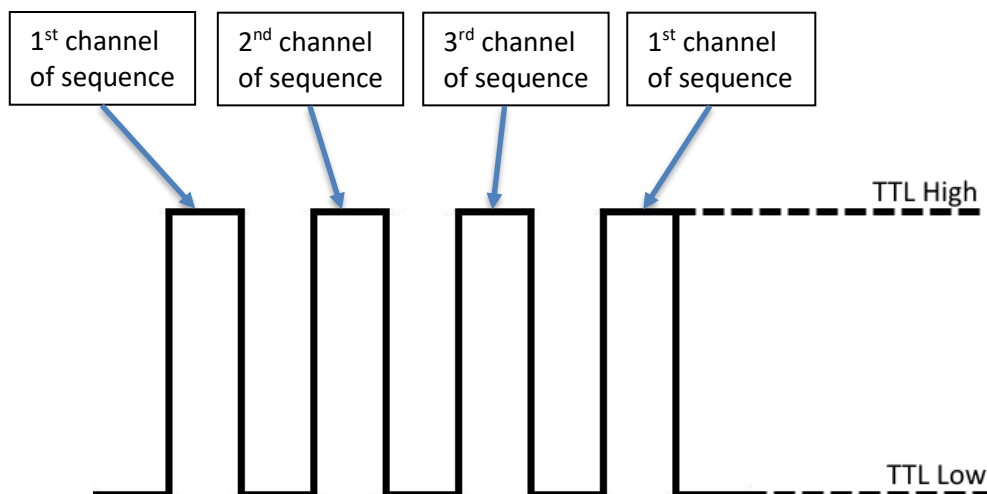 1st channel
of sequence
2nd channel
of sequence
3rd channel
of sequence
1st channel
of sequence
TTL High
TTL Low